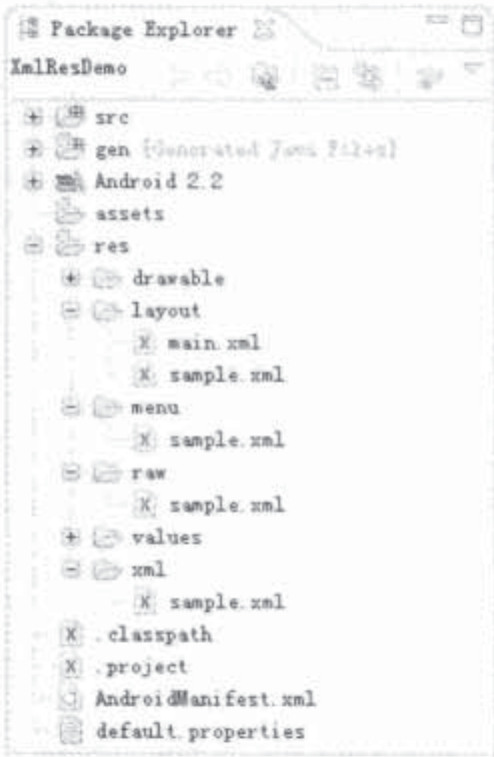 Package Explorer
XmlResDemo
src
gen [Generated Java Files]
Android 2.2
assets
res
drawable
layout
main.xml
sample.xml
menu
sample.xml
raw
sample.xml
values
xml
sample.xml
.classpath
.project
AndroidManifest.xml
default.properties